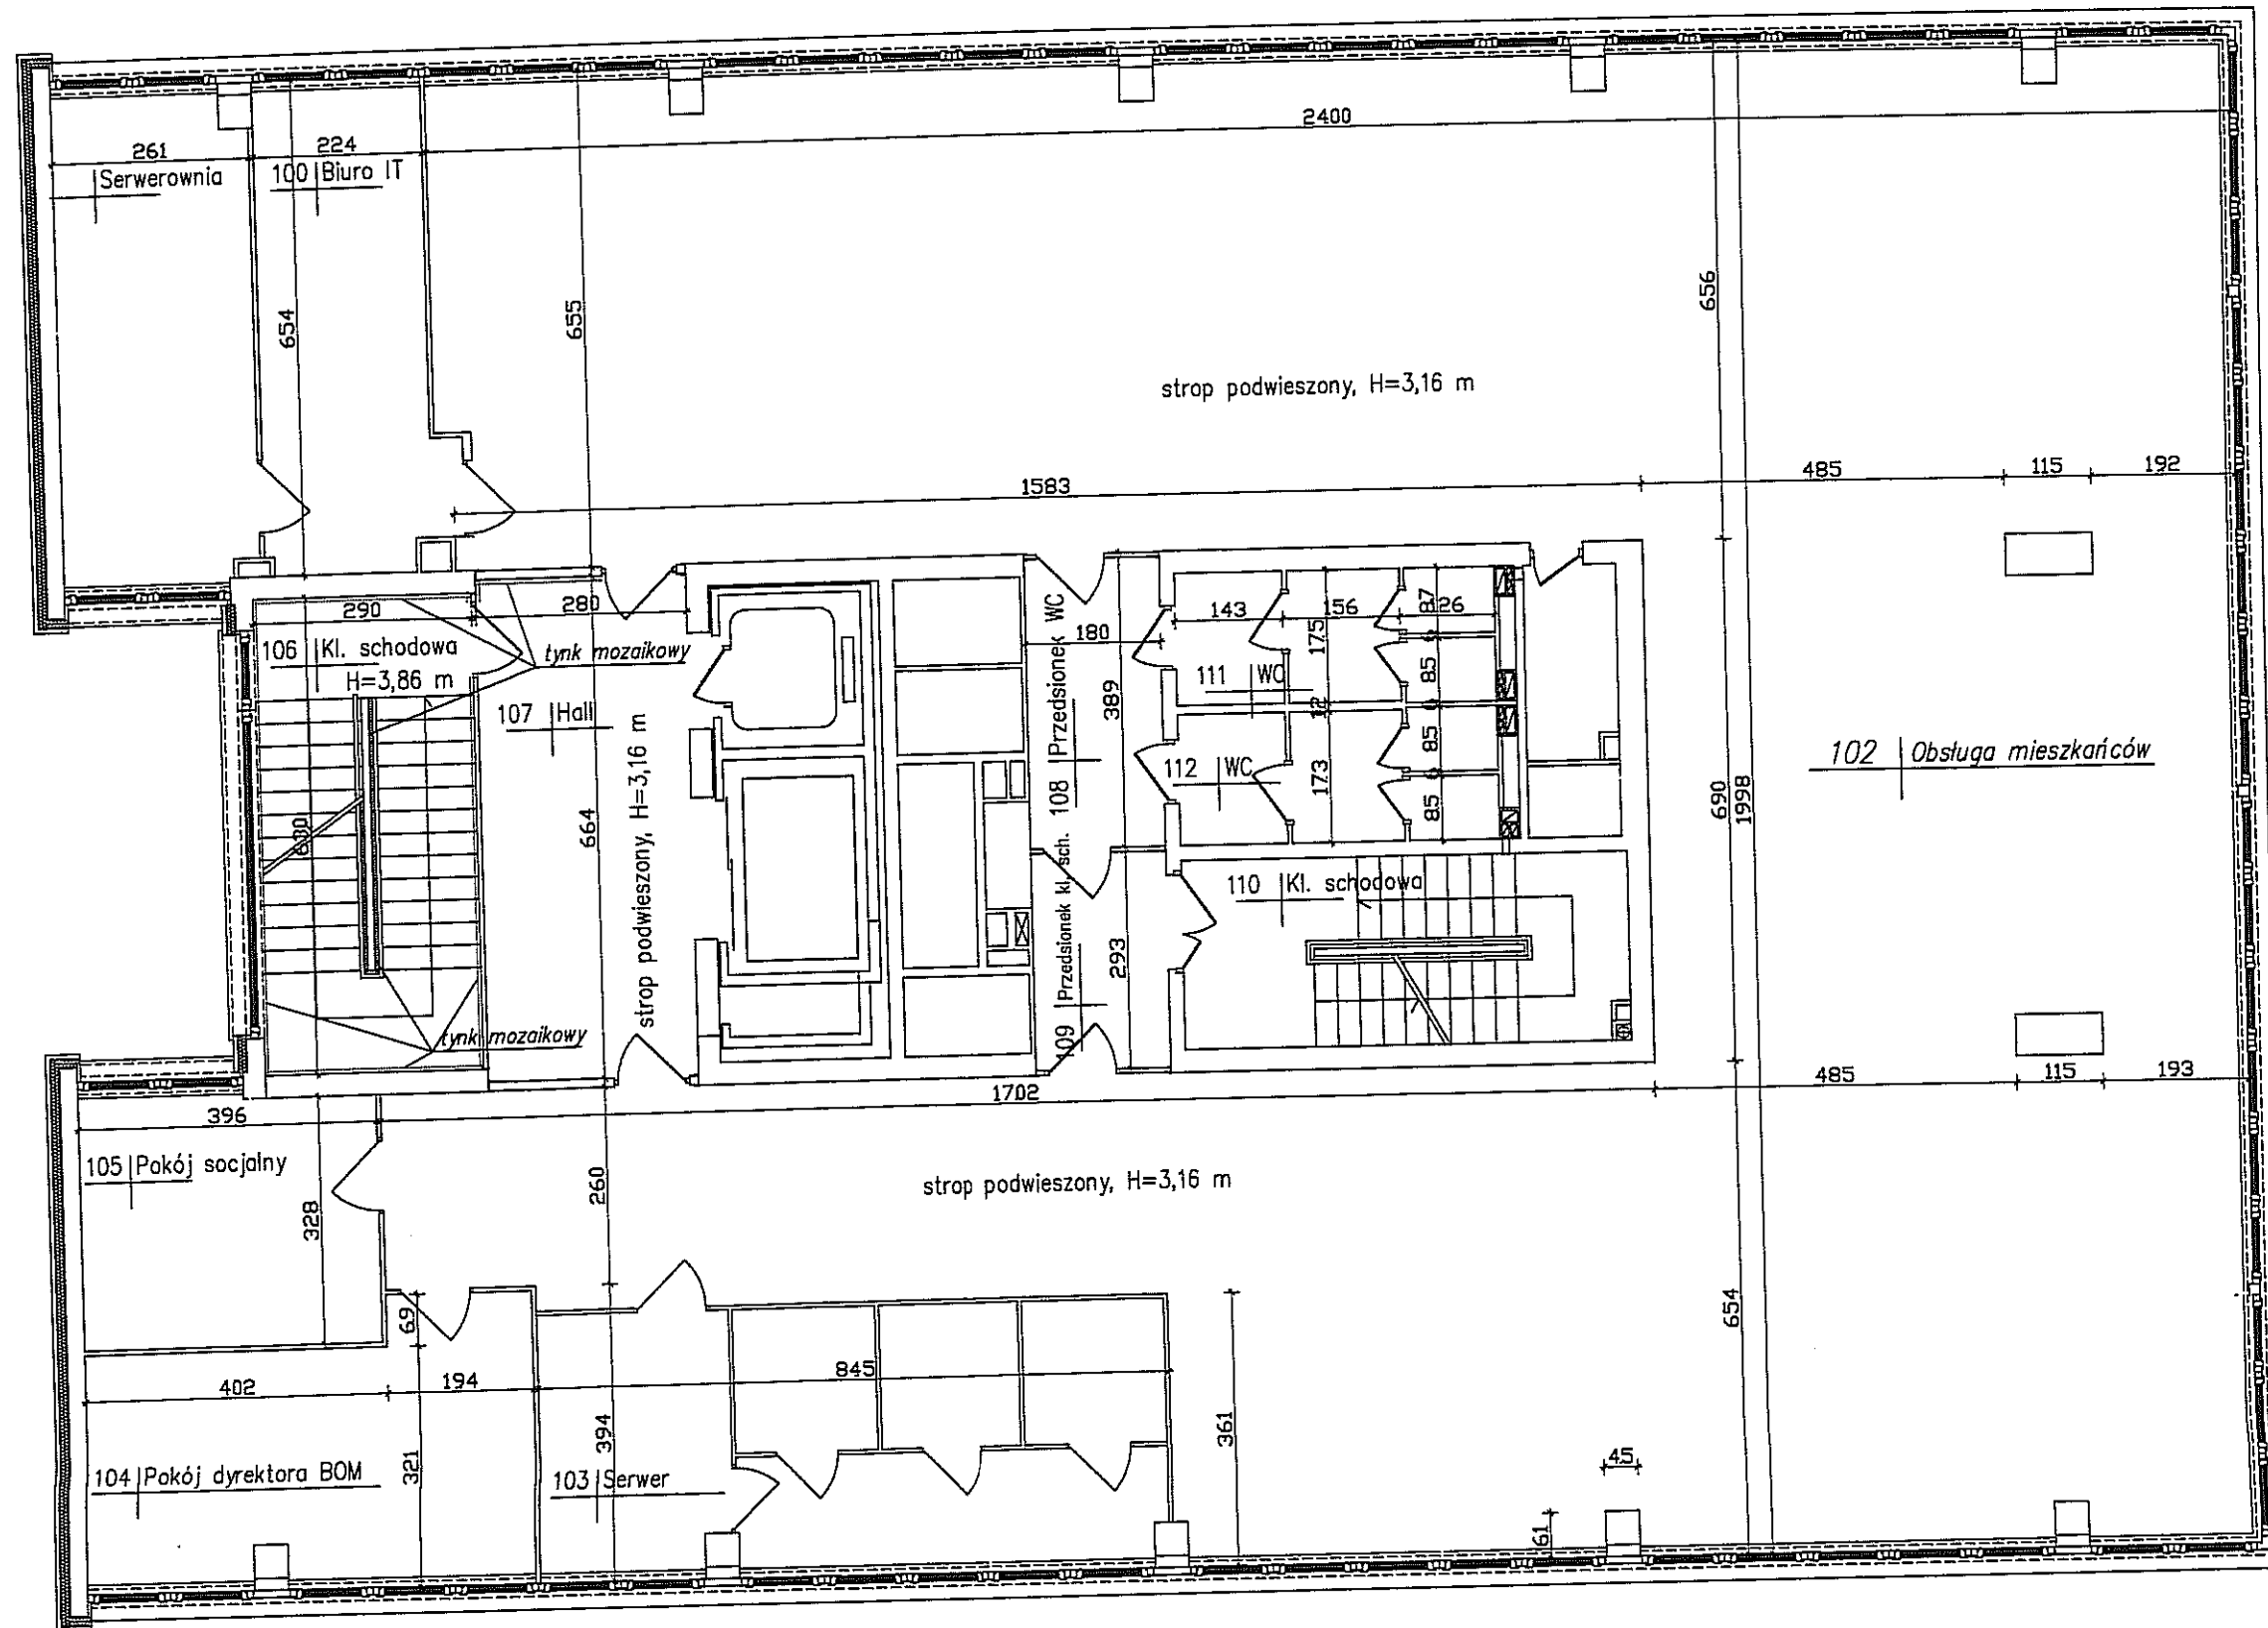 2400
261
224
Serwerownia
100 Biuro IT
654
655
656
strop podwieszony, H=3,16 m
1583
485
115
192
290
280
106 Kl. schodowa
H=3,86 m
tynk mozaikowy
107 Hall
strop podwieszony, H=3,16 m
664
tynk mozaikowy
180
108 Przedsionek WC
389
143
156
126
175
87
85
111 WC
12
112 WC
173
85
85
109 Przedsionek kl. sch.
293
110 Kl. schodowa
690
1998
102 Obsługa mieszkańców
1702
485
115
193
396
105 Pokój socjalny
328
260
strop podwieszony, H=3,16 m
69
402
194
845
654
361
394
321
104 Pokój dyrektora BOM
103 Serwer
45
61